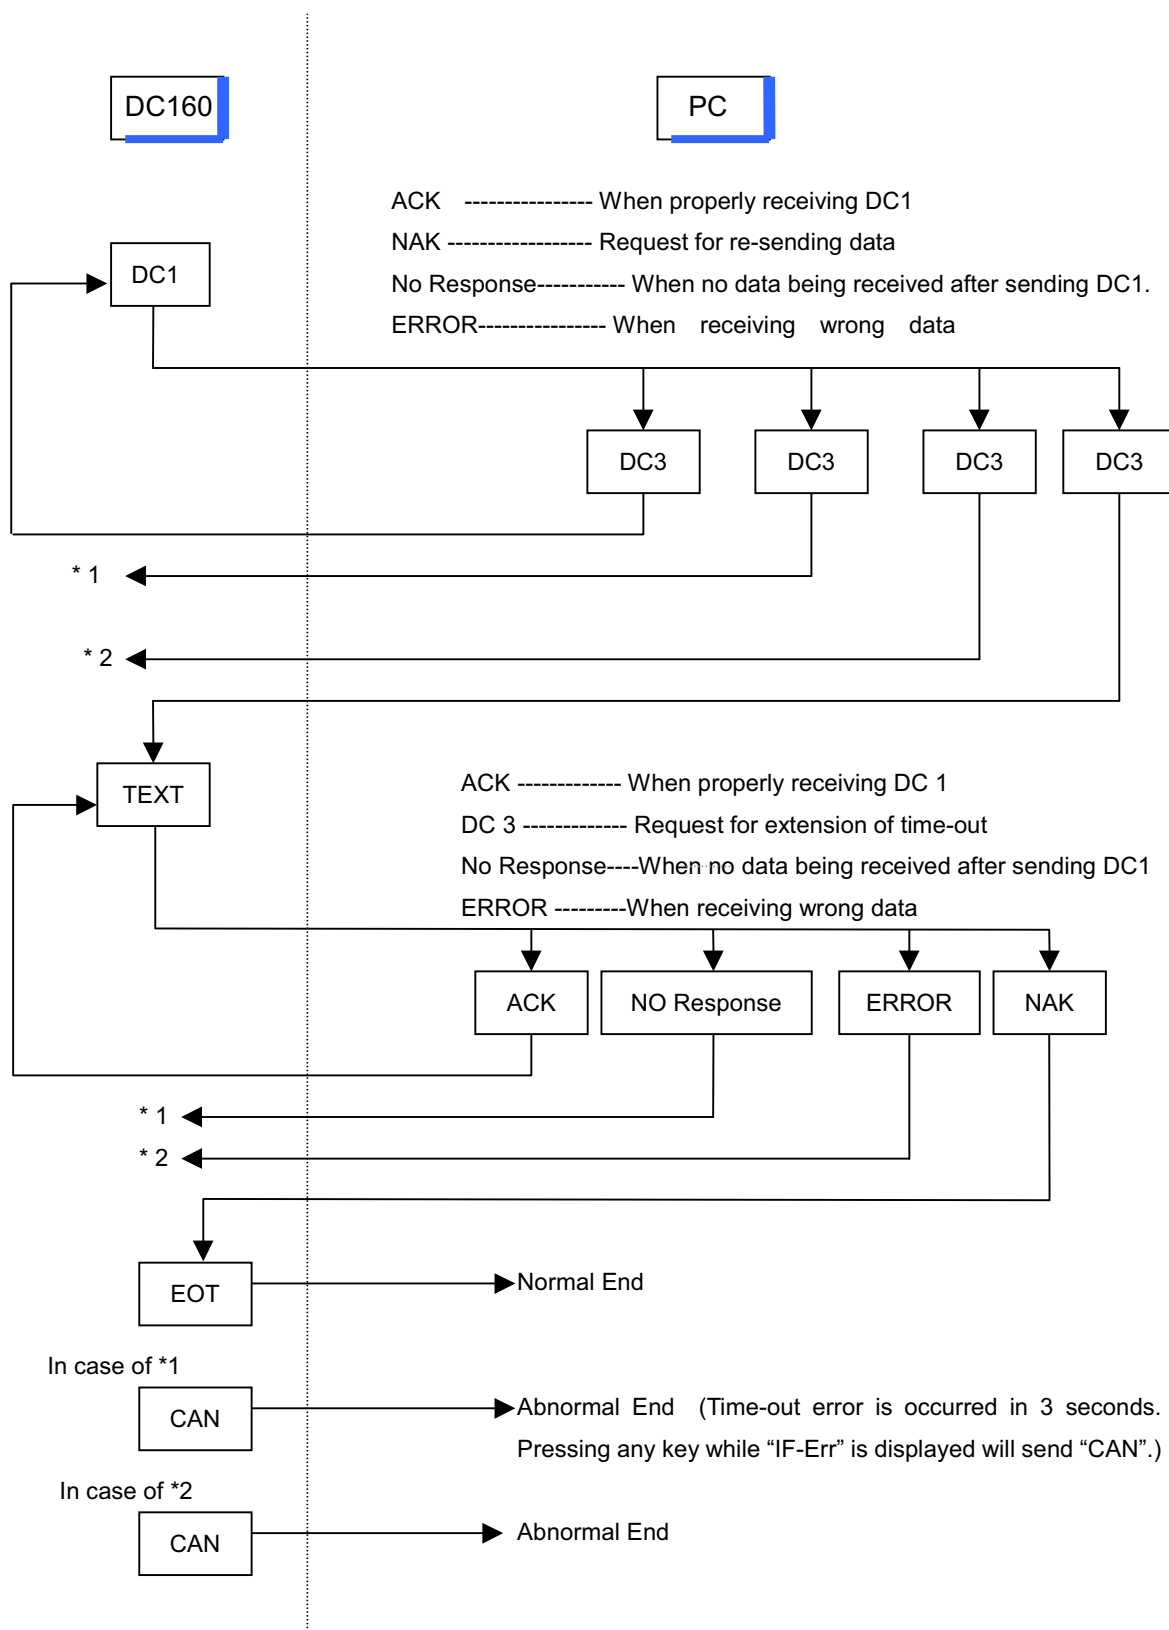 DC160 PC
ACK ---------------- When properly receiving DC1
NAK ------------------ Request for re-sending data
DC1
No Response----------- When no data being received after sending DC1.
ERROR---------------- When receiving wrong data
DC3 DC3 DC3 DC3
* 1
* 2
TEXT
ACK ------------- When properly receiving DC 1
DC 3 ------------- Request for extension of time-out
No Response----When no data being received after sending DC1
ERROR ---------When receiving wrong data
ACK NO Response ERROR NAK
* 1
* 2
EOT Normal End
In case of *1
CAN Abnormal End (Time-out error is occurred in 3 seconds.
Pressing any key while “IF-Err” is displayed will send “CAN”.)
In case of *2
CAN Abnormal End